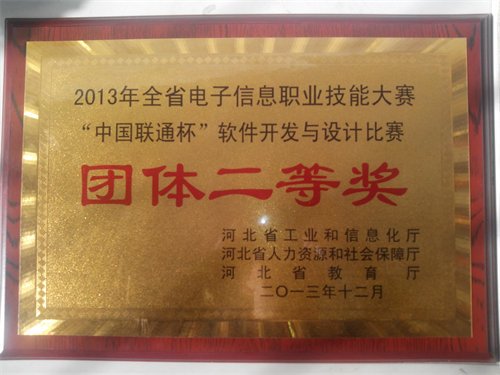 2013年全省电子信息职业技能大赛
“中国联通杯”软件开发与设计比赛
团体二等奖
河北省工业和信息化厅
河北省人力资源和社会保障厅
河北省教育厅
二〇一三年十二月